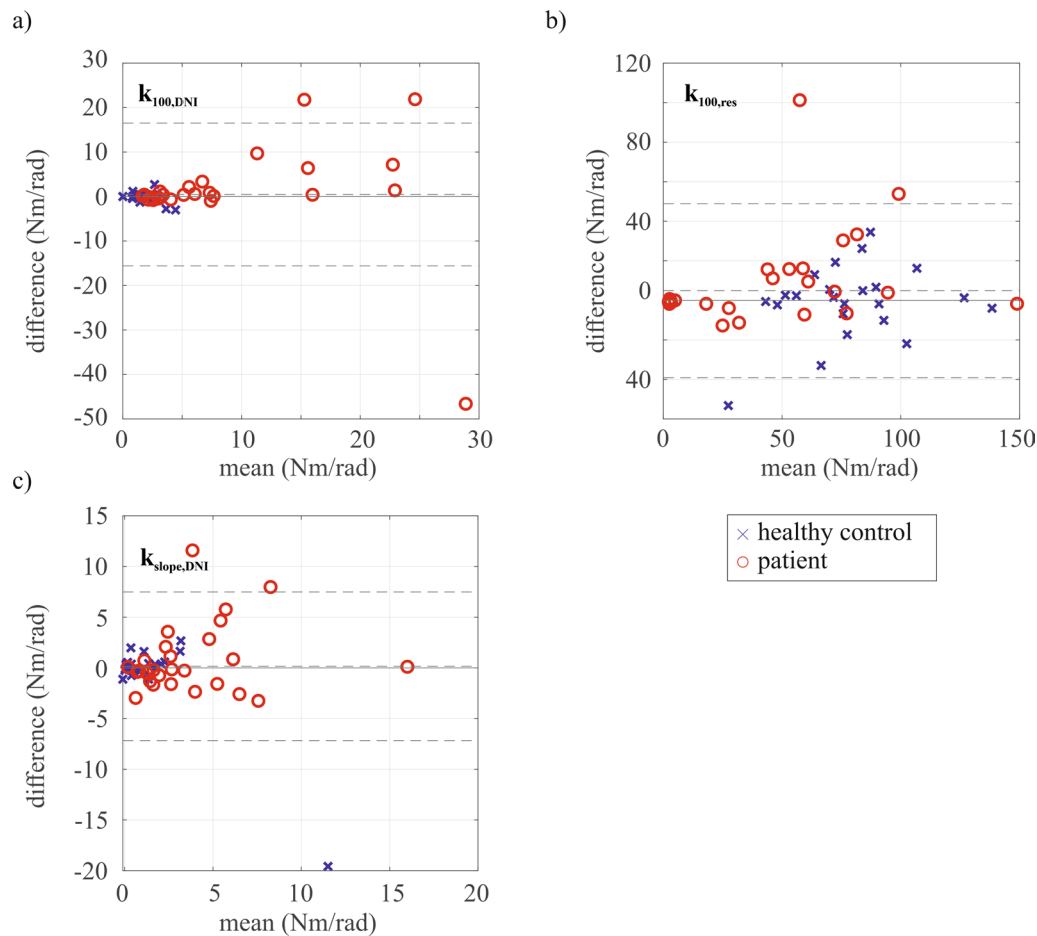 a)
k100,DNI
30
20
10
0
-10
-20
-30
-40
-50
difference (Nm/rad)
0 10 20 30
mean (Nm/rad)
b)
k100,res
120
80
40
0
40
difference (Nm/rad)
0 50 100 150
mean (Nm/rad)
c)
kslope,DNI
15
10
5
0
-5
-10
-15
-20
difference (Nm/rad)
0 5 10 15 20
mean (Nm/rad)
healthy control
patient